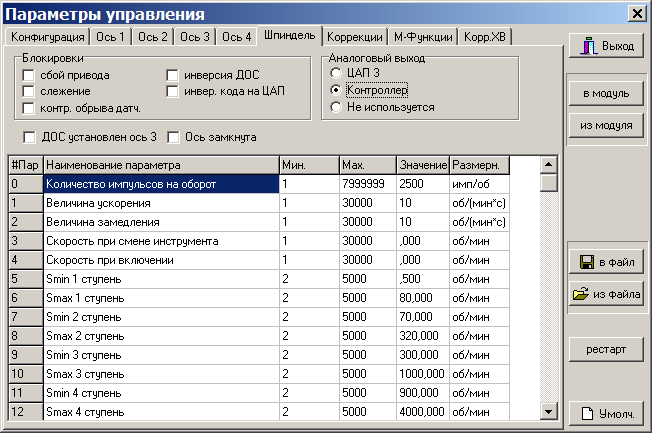 Параметры управления
Конфигурация Ось 1 Ось 2 Ось 3 Ось 4 Шпиндель Коррекции М-Функции Корр.ХВ
Блокировки
сбой привода
слежение
контр. обрыва датч.
инверсия ДОС
инвер. кода на ЦАП
Аналоговый выход
ЦАП 3
Контроллер
Не используется
ДОС установлен ось 3 Ось замкнута
#Пар Наименование параметра Мин. Мах. Значение Размерн.
0 Количество импульсов на оборот 1 7999999 2500 имп/об
1 Величина ускорения 1 30000 10 об/(мин*с)
2 Величина замедления 1 30000 10 об/(мин*с)
3 Скорость при смене инструмента 1 30000 ,000 об/мин
4 Скорость при включении 1 30000 ,000 об/мин
5 Smin 1 ступень 2 5000 ,500 об/мин
6 Smax 1 ступень 2 5000 80,000 об/мин
7 Smin 2 ступень 2 5000 70,000 об/мин
8 Smax 2 ступень 2 5000 320,000 об/мин
9 Smin 3 ступень 2 5000 300,000 об/мин
10 Smax 3 ступень 2 5000 1000,000 об/мин
11 Smin 4 ступень 2 5000 900,000 об/мин
12 Smax 4 ступень 2 5000 4000,000 об/мин
Выход
в модуль
из модуля
в файл
из файла
рестарт
Умолч.